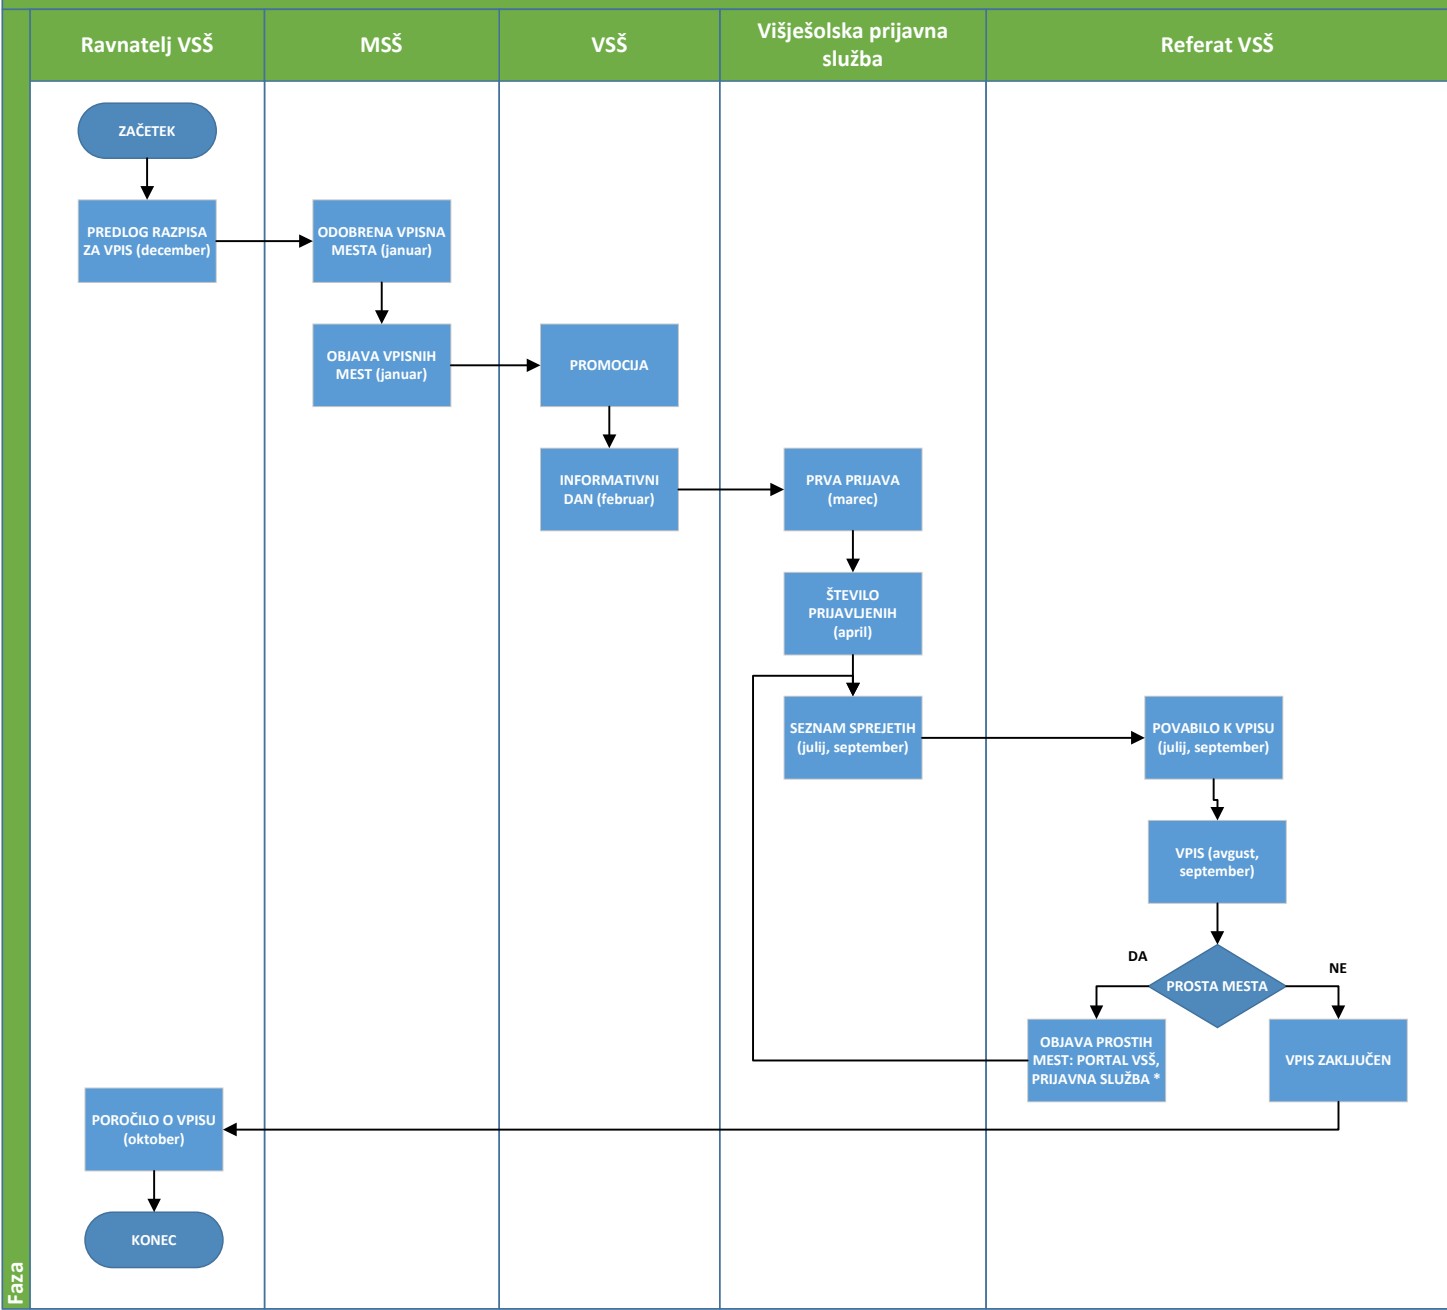 Ravnatelj VSŠ
MSŠ
VSŠ
Višješolska prijavna
služba
Referat VSŠ
ZAČETEK
PREDLOG RAZPISA
ZA VPIS (december)
ODOBRENA VPISNA
MESTA (januar)
OBJAVA VPISNIH
MEST (januar)
PROMOCIJA
INFORMATIVNI
DAN (februar)
PRVA PRIJAVA
(marec)
ŠTEVILO
PRIJAVLJENIH
(april)
SEZNAM SPREJETIH
(julij, september)
POVABILO K VPISU
(julij, september)
VPIS (avgust,
september)
DA
NE
PROSTA MESTA
OBJAVA PROSTIH
MEST: PORTAL VSŠ,
PRIJAVNA SLUŽBA *
VPIS ZAKLJUČEN
POROČILO O VPISU
(oktober)
KONEC
Faza